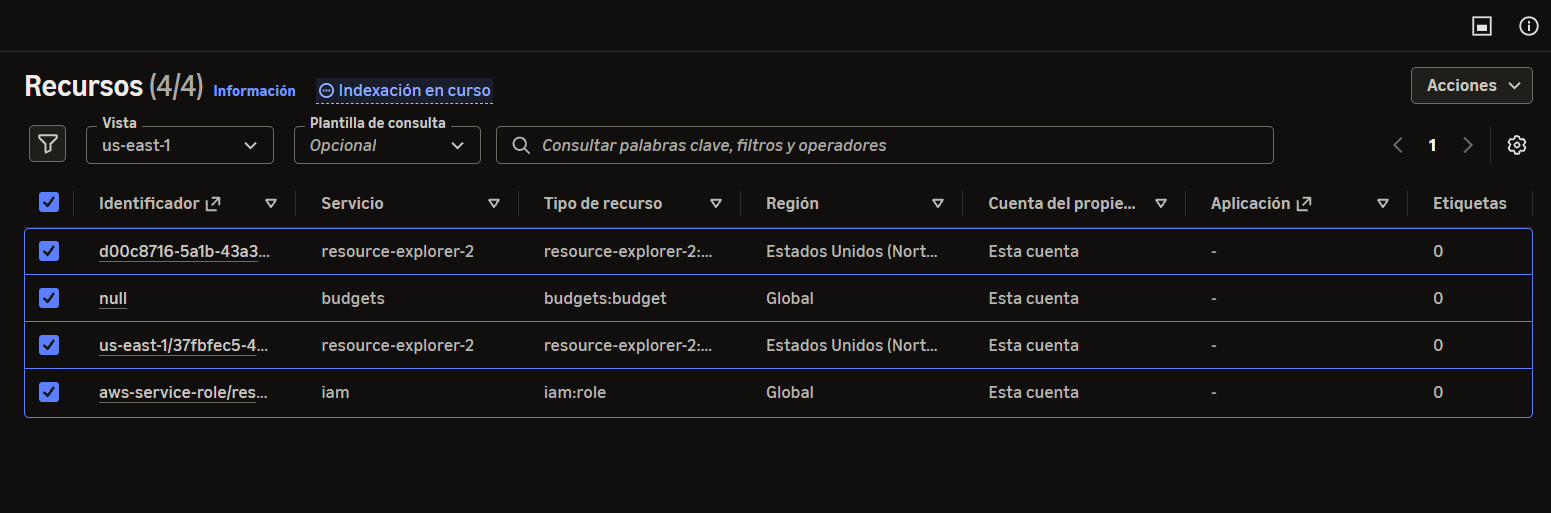 Recursos (4/4) Información Indexación en curso Acciones
Vista Plantilla de consulta
us-east-1 Opcional Consultar palabras clave, filtros y operadores 1
Identificador Servicio Tipo de recurso Región Cuenta del propie... Aplicación Etiquetas
d00c8716-5a1b-43a3... resource-explorer-2 resource-explorer-2:... Estados Unidos (Nort... Esta cuenta - 0
null budgets budgets:budget Global Esta cuenta - 0
us-east-1/37fbfec5-4... resource-explorer-2 resource-explorer-2:... Estados Unidos (Nort... Esta cuenta - 0
aws-service-role/res... iam iam:role Global Esta cuenta - 0